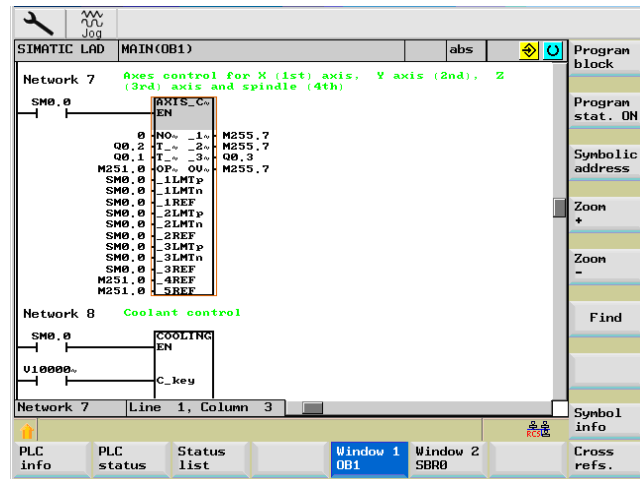 Jog
SIMATIC LAD MAIN(OB1) abs
Network 7 Axes control for X (1st) axis, Y axis (2nd), Z
(3rd) axis and spindle (4th)
SM0.0 AXIS_C~
EN
0 NO~ _1~ M255.7
Q0.2 T_~ _2~ M255.7
Q0.1 T_~ _3~ Q0.3
M251.0 OP~ OV~ M255.7
SM0.0 _1LMTp
SM0.0 _1LMTn
SM0.0 _1REF
SM0.0 _2LMTp
SM0.0 _2LMTn
SM0.0 _2REF
SM0.0 _3LMTp
SM0.0 _3LMTn
SM0.0 _3REF
M251.0 _4REF
M251.0 _5REF
Network 8 Coolant control
SM0.0 COOLING
EN
V10000~
C_key
Network 7 Line 1, Column 3
RCS
Program
block
Program
stat. ON
Symbolic
address
Zoom
+
Zoom
-
Find
Symbol
info
Cross
refs.
PLC
info
PLC
status
Status
list
Window 1
OB1
Window 2
SBR0